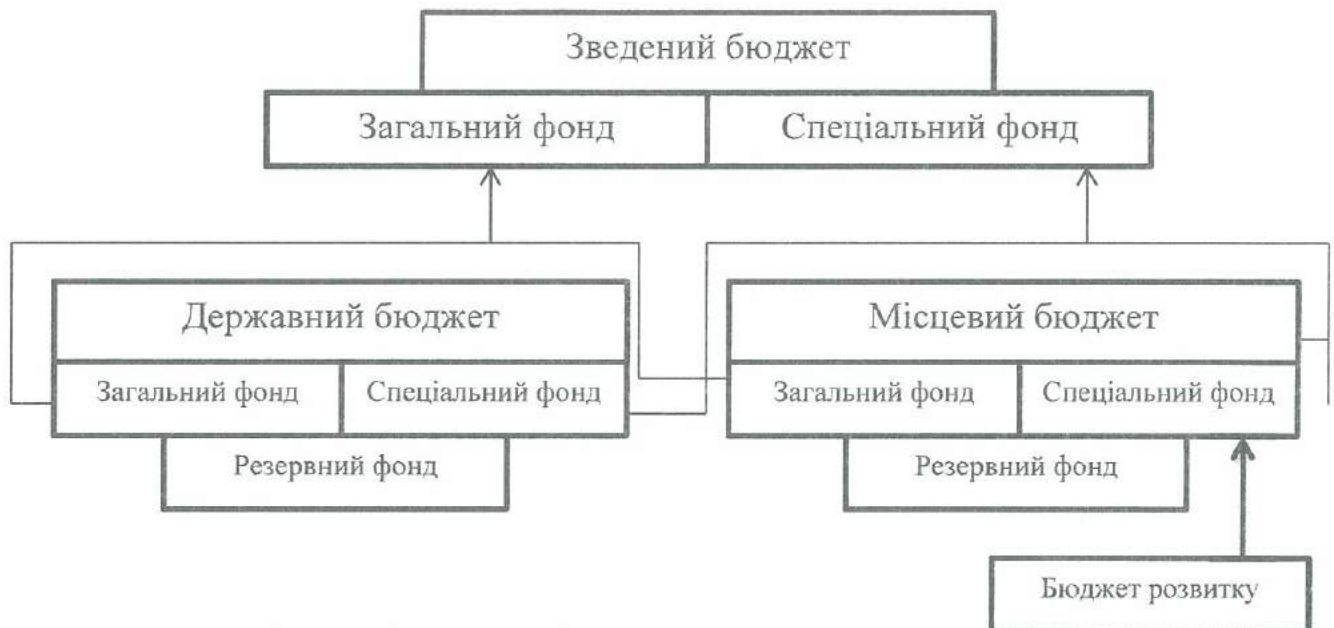 Зведений бюджет
Загальний фонд
Спеціальний фонд
Державний бюджет
Місцевий бюджет
Загальний фонд
Спеціальний фонд
Загальний фонд
Спеціальний фонд
Резервний фонд
Резервний фонд
Бюджет розвитку